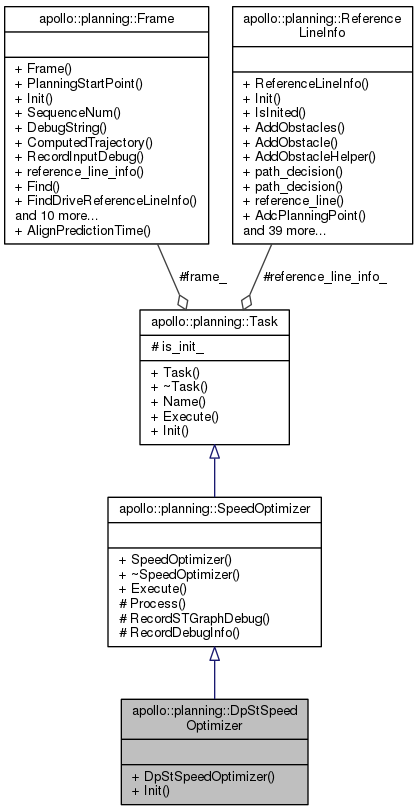 apollo::planning::Frame
+ Frame()
+ PlanningStartPoint()
+ Init()
+ SequenceNum()
+ DebugString()
+ ComputedTrajectory()
+ RecordInputDebug()
+ reference_line_info()
+ Find()
+ FindDriveReferenceLineInfo()
and 10 more...
+ AlignPredictionTime()
apollo::planning::Reference
LineInfo
+ ReferenceLineInfo()
+ Init()
+ IsInited()
+ AddObstacles()
+ AddObstacle()
+ AddObstacleHelper()
+ path_decision()
+ path_decision()
+ reference_line()
+ AdcPlanningPoint()
and 39 more...
#frame_
#reference_line_info_
apollo::planning::Task
# is_init_
+ Task()
+ ~Task()
+ Name()
+ Execute()
+ Init()
apollo::planning::SpeedOptimizer
+ SpeedOptimizer()
+ ~SpeedOptimizer()
+ Execute()
# Process()
# RecordSTGraphDebug()
# RecordDebugInfo()
apollo::planning::DpStSpeed
Optimizer
+ DpStSpeedOptimizer()
+ Init()